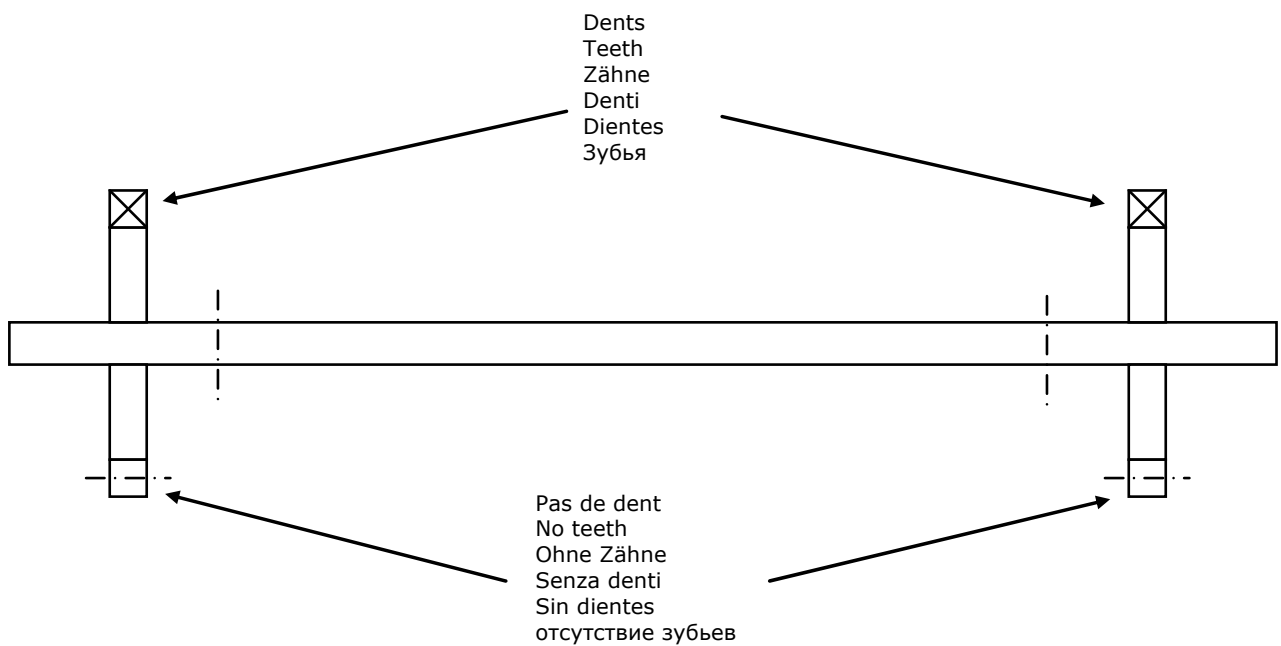 Dents
Teeth
Zähne
Denti
Dientes
Зубья
Pas de dent
No teeth
Ohne Zähne
Senza denti
Sin dientes
отсутствие зубьев